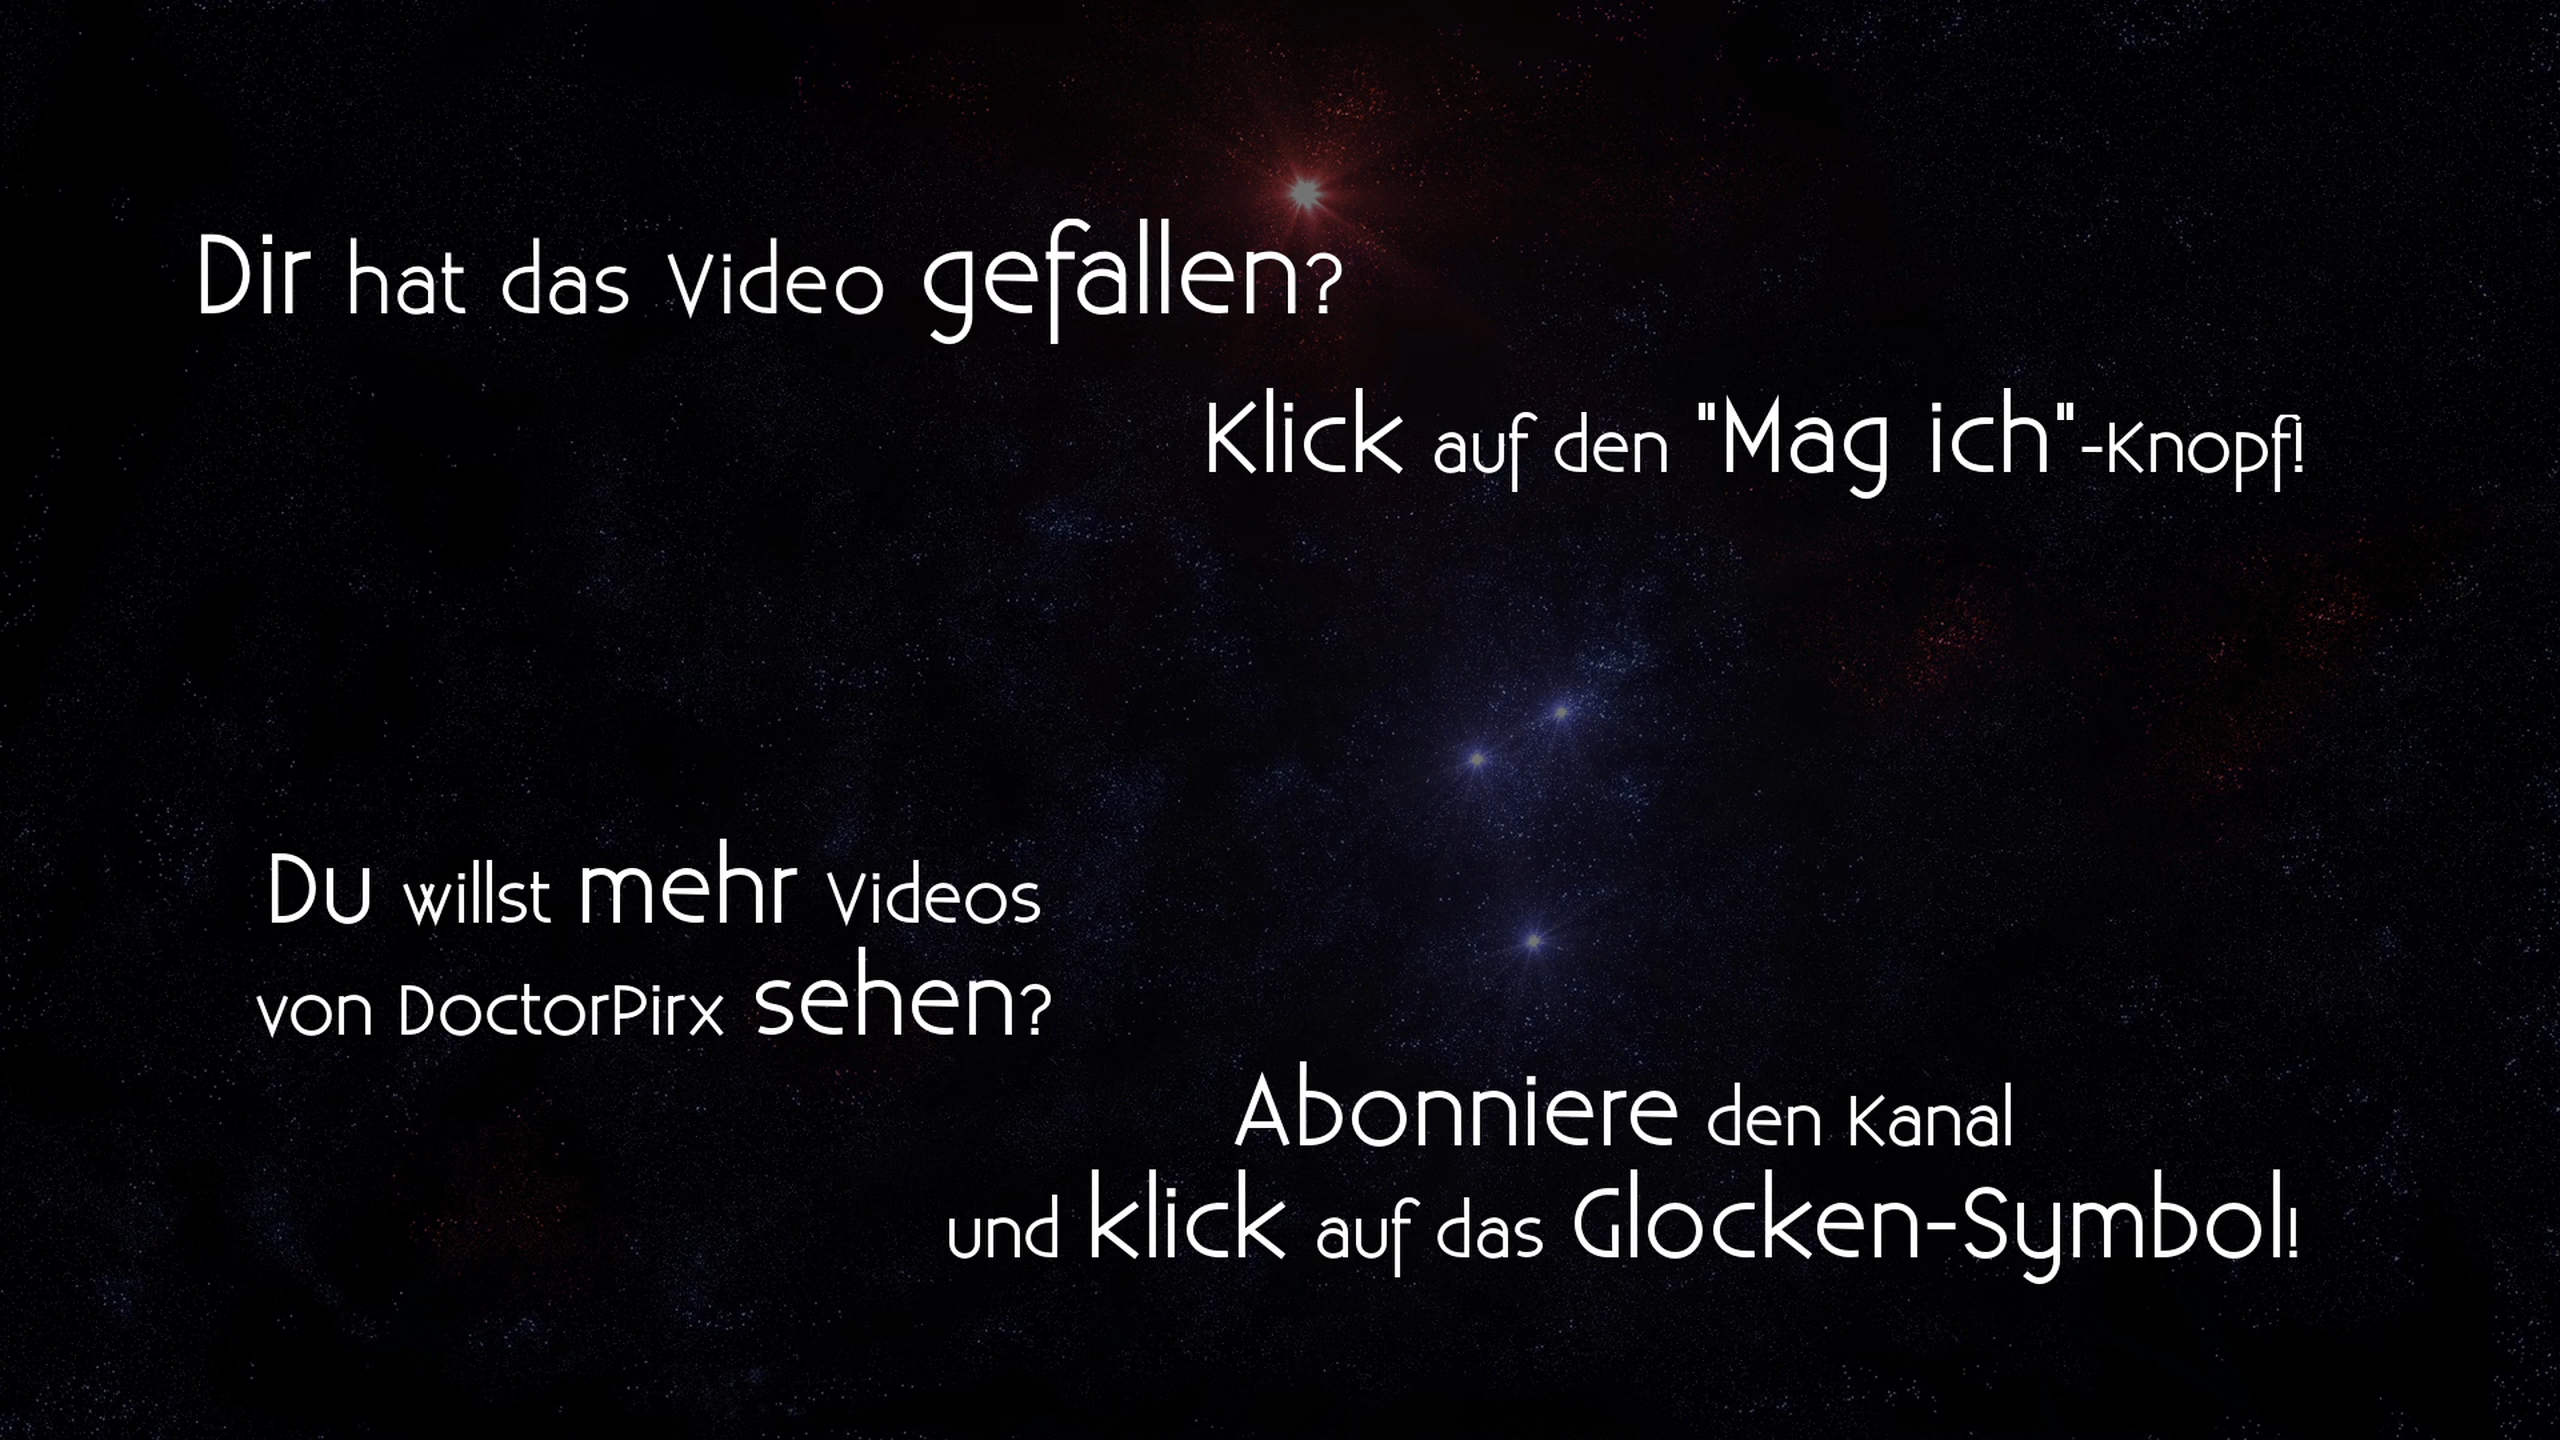 Dir hat das Video gefallen?
Klick auf den "Mag ich"-Knopf!
Du willst mehr Videos
von DoctorPirx sehen?
Abonniere den Kanal
und klick auf das Glocken-Symbol!